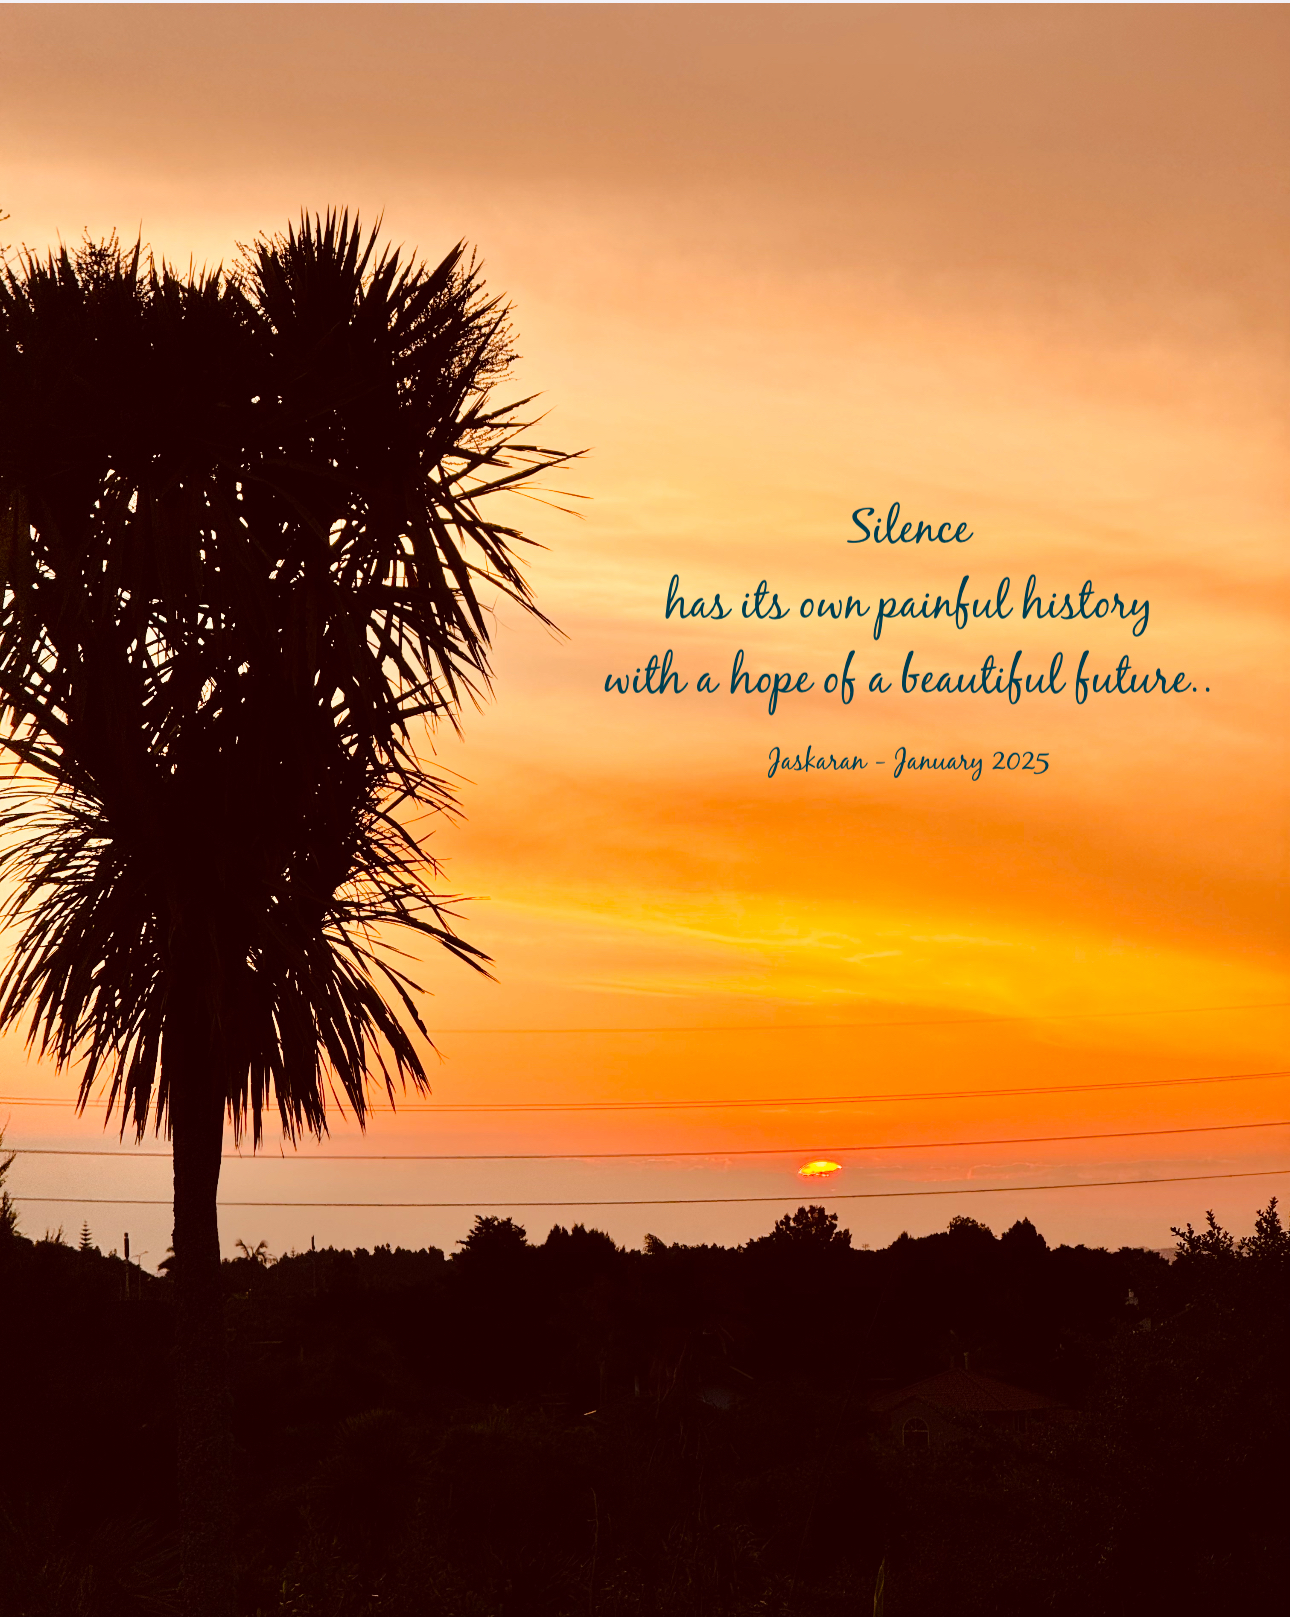 Silence
has its own painful history
with a hope of a beautiful future..
Jaskaran - January 2025